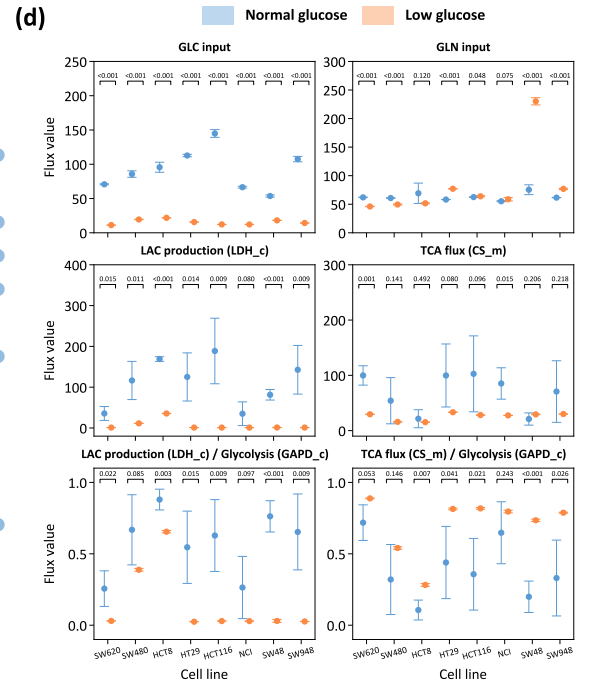 (d)
Normal glucose
Low glucose
GLC input
GLN input
<0.001 <0.001 <0.001 <0.001 <0.001 <0.001 <0.001 <0.001
<0.001 <0.001 0.120 <0.001 0.048 0.075 <0.001 <0.001
Flux value
250
200
150
100
50
0
300
250
200
150
100
50
0
LAC production (LDH_c)
TCA flux (CS_m)
0.015 0.011 <0.001 0.014 0.009 0.080 <0.001 0.009
0.001 0.141 0.492 0.080 0.096 0.015 0.206 0.218
Flux value
400
300
200
100
0
300
200
100
0
LAC production (LDH_c) / Glycolysis (GAPD_c)
TCA flux (CS_m) / Glycolysis (GAPD_c)
0.022 0.085 0.003 0.015 0.009 0.097 <0.001 0.009
0.053 0.146 0.007 0.041 0.021 0.243 <0.001 0.026
Flux value
1.0
0.5
0.0
1.0
0.5
0.0
SW620 SW480 HCT8 HT29 HCT116 NCI SW48 SW948
SW620 SW480 HCT8 HT29 HCT116 NCI SW48 SW948
Cell line
Cell line